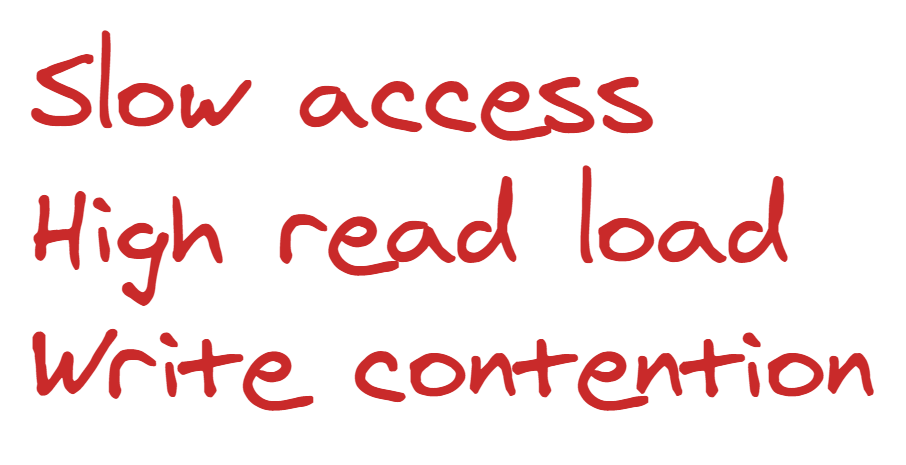 Slow access
High read load
Write contention